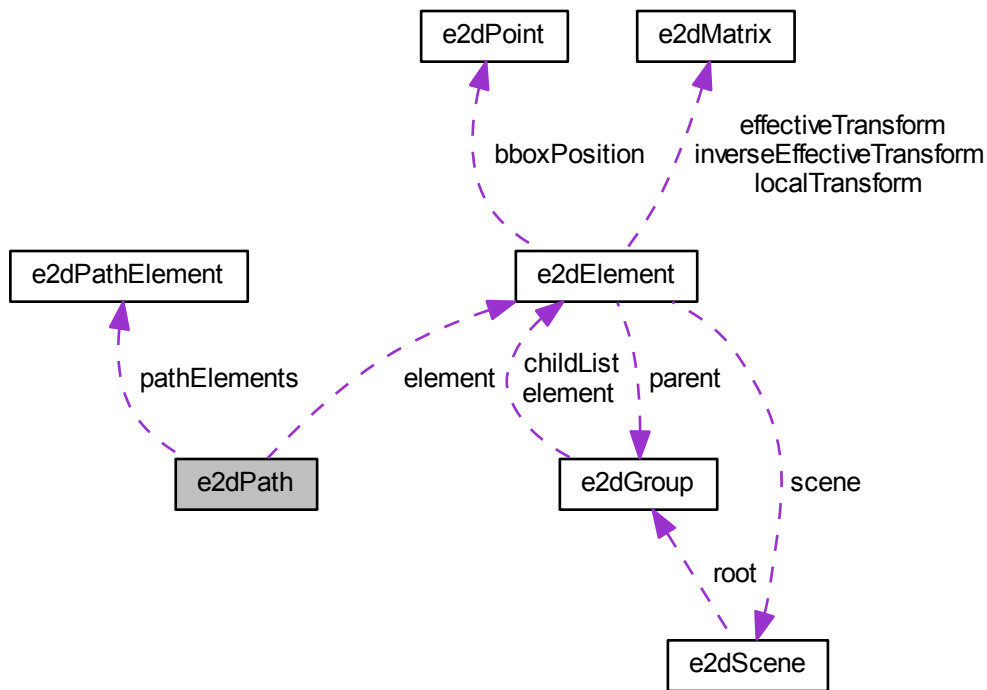 e2dPoint
e2dMatrix
effectiveTransform
bboxPosition
inverseEffectiveTransform
localTransform
e2dPathElement
e2dElement
pathElements
element
childList
element
parent
e2dPath
e2dGroup
scene
root
e2dScene